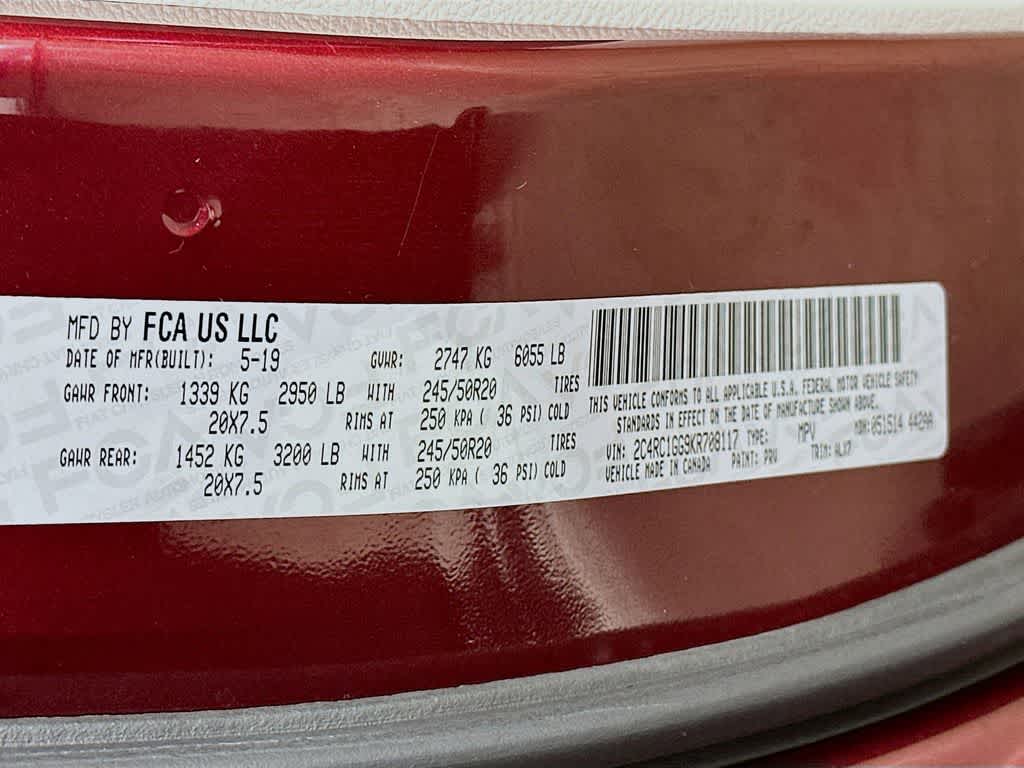 MFD BY FCA US LLC
DATE OF MFR(BUILT): 5-19 GVWR: 2747 KG 6055 LB
GAWR FRONT: 1339 KG 2950 LB WITH 245/50R20 TIRES
20X7.5 RIMS AT 250 KPA ( 36 PSI) COLD
GAWR REAR: 1452 KG 3200 LB WITH 245/50R20 TIRES
20X7.5 RIMS AT 250 KPA ( 36 PSI) COLD
THIS VEHICLE CONFORMS TO ALL APPLICABLE U.S.A. FEDERAL MOTOR VEHICLE SAFETY
STANDARDS IN EFFECT ON THE DATE OF MANUFACTURE SHOWN ABOVE.
VIN: 2C4RC1GG9KR708117 TYPE: MPV MDH: 051514 442AA
VEHICLE MADE IN CANADA PAINT: PRV TRIM: ALX7